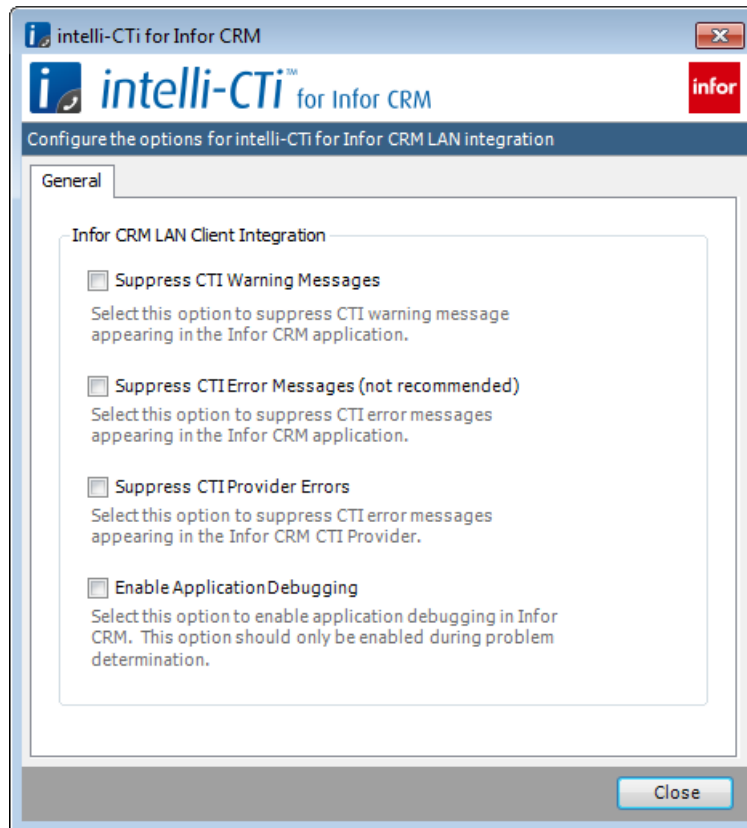 intelli-CTi for Infor CRM
intelli-CTi™ for Infor CRM
infor
Configure the options for intelli-CTi for Infor CRM LAN integration
General
Infor CRM LAN Client Integration
Suppress CTI Warning Messages
Select this option to suppress CTI warning message
appearing in the Infor CRM application.
Suppress CTI Error Messages (not recommended)
Select this option to suppress CTI error messages
appearing in the Infor CRM application.
Suppress CTI Provider Errors
Select this option to suppress CTI error messages
appearing in the Infor CRM CTI Provider.
Enable Application Debugging
Select this option to enable application debugging in Infor
CRM. This option should only be enabled during problem
determination.
Close